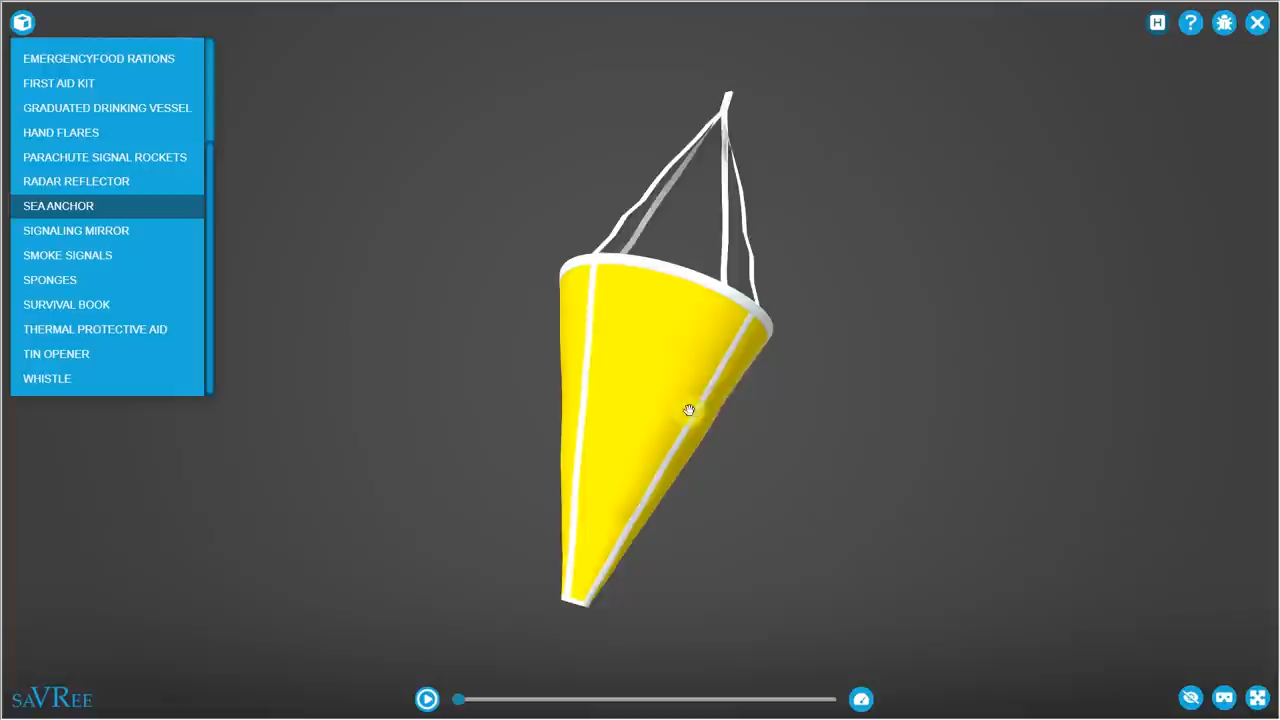 H
?
EMERGENCYFOOD RATIONS
FIRST AID KIT
GRADUATED DRINKING VESSEL
HAND FLARES
PARACHUTE SIGNAL ROCKETS
RADAR REFLECTOR
SEA ANCHOR
SIGNALING MIRROR
SMOKE SIGNALS
SPONGES
SURVIVAL BOOK
THERMAL PROTECTIVE AID
TIN OPENER
WHISTLE
saVRee